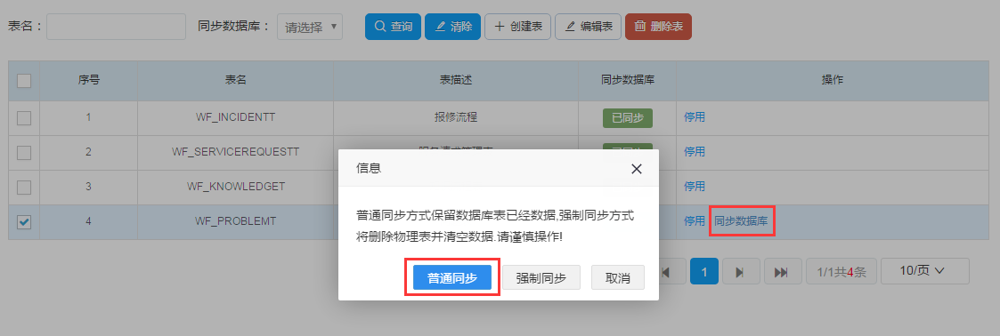 表名：
同步数据库： 请选择
查询 清除 创建表 编辑表 删除表
序号 表名 表描述 同步数据库 操作
1 WF_INCIDENTT 报修流程 已同步 停用
2 WF_SERVICEREQUESTT 停用
3 WF_KNOWLEDGET 停用
4 WF_PROBLEMT 停用 同步数据库
信息
普通同步方式保留数据库表已经数据,强制同步方式
将删除物理表并清空数据.请谨慎操作!
普通同步 强制同步 取消
1 1/1共4条 10/页